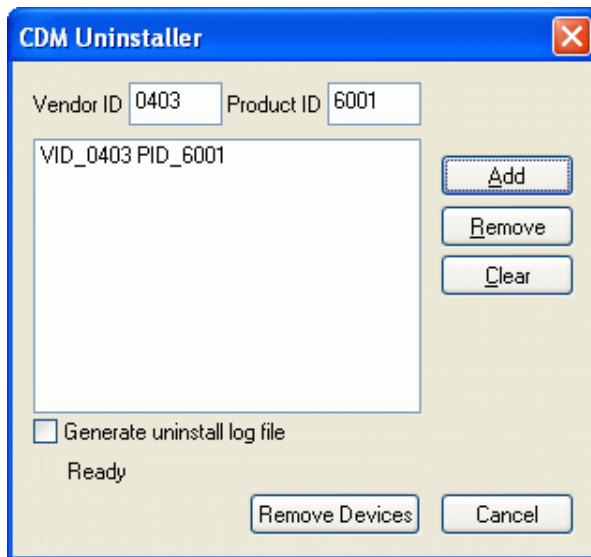 CDM Uninstaller
Vendor ID 0403 Product ID 6001
VID_0403 PID_6001
Add
Remove
Clear
Generate uninstall log file
Ready
Remove Devices Cancel